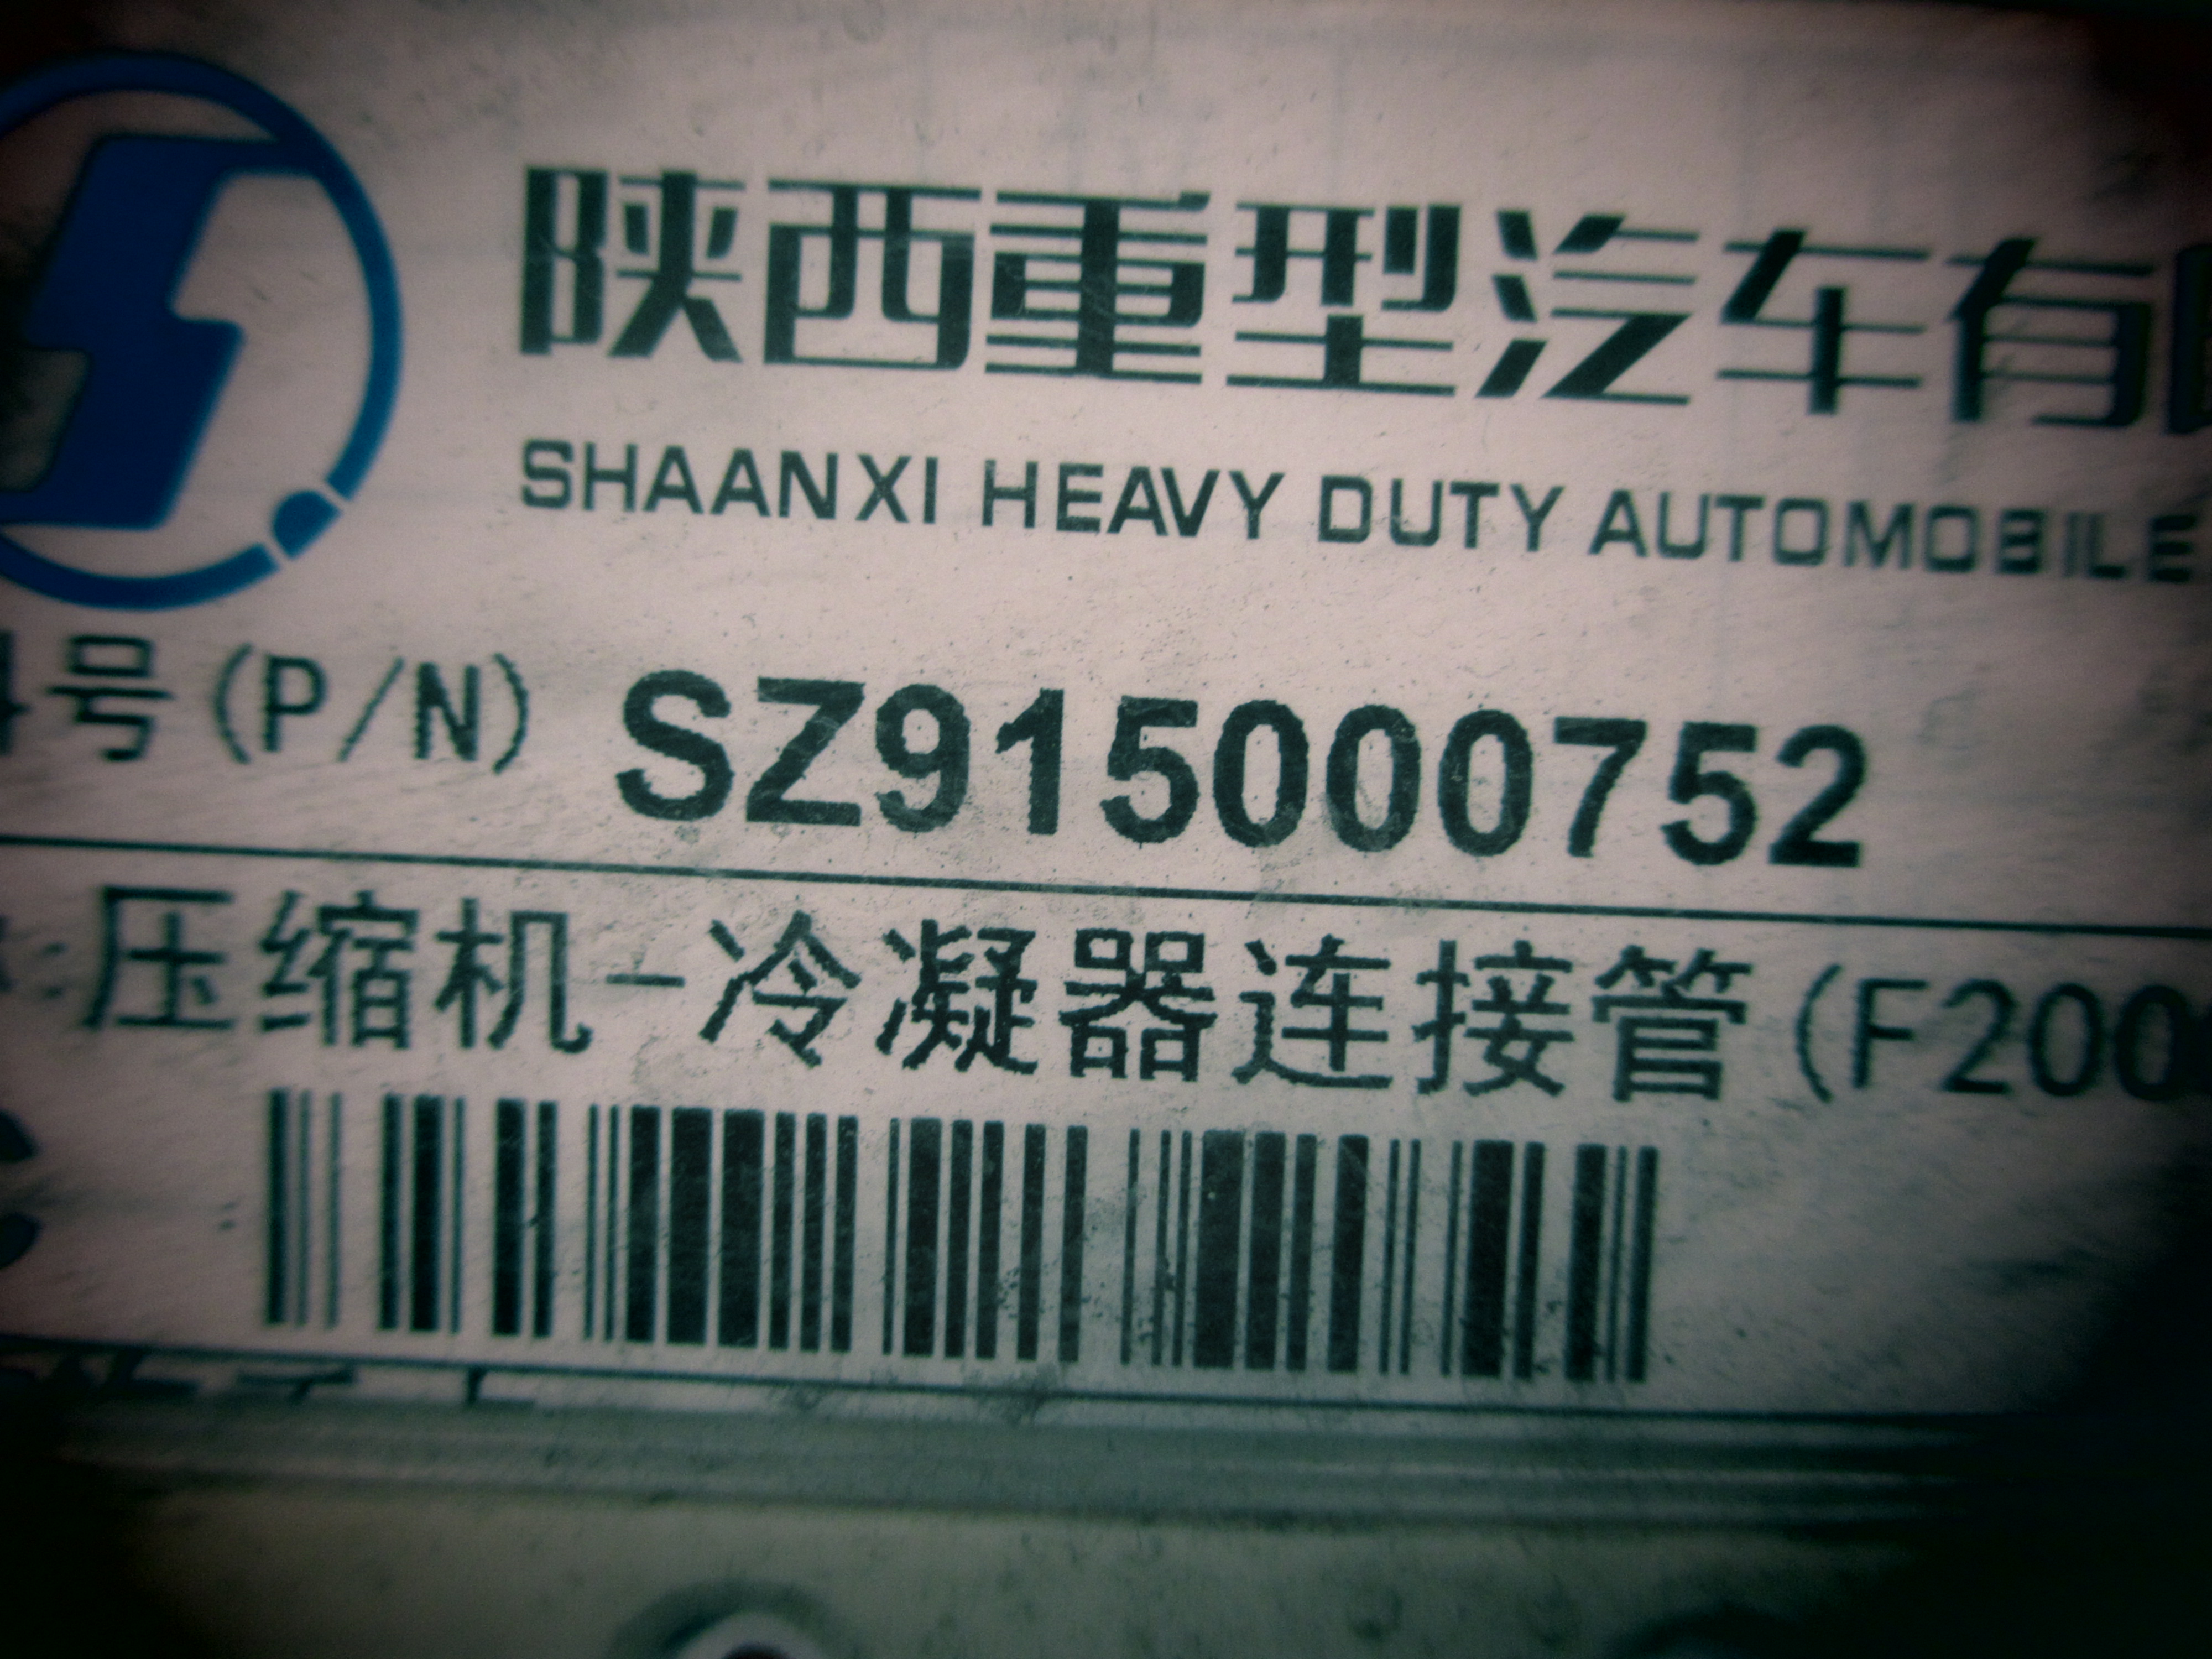 陕西重型汽车有
SHAANXI HEAVY DUTY AUTOMOBILE
号(P/N) SZ915000752
压缩机-冷凝器连接管(F200